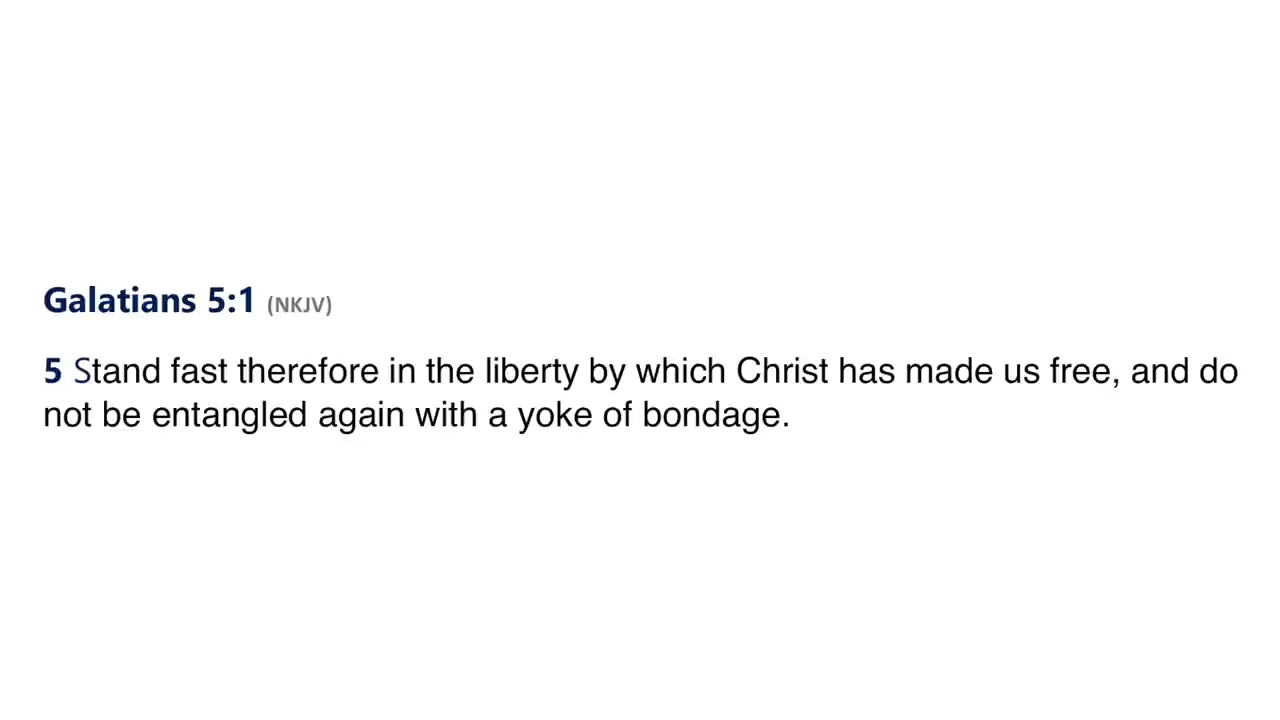 Galatians 5:1 (NKJV)
5 Stand fast therefore in the liberty by which Christ has made us free, and do
not be entangled again with a yoke of bondage.